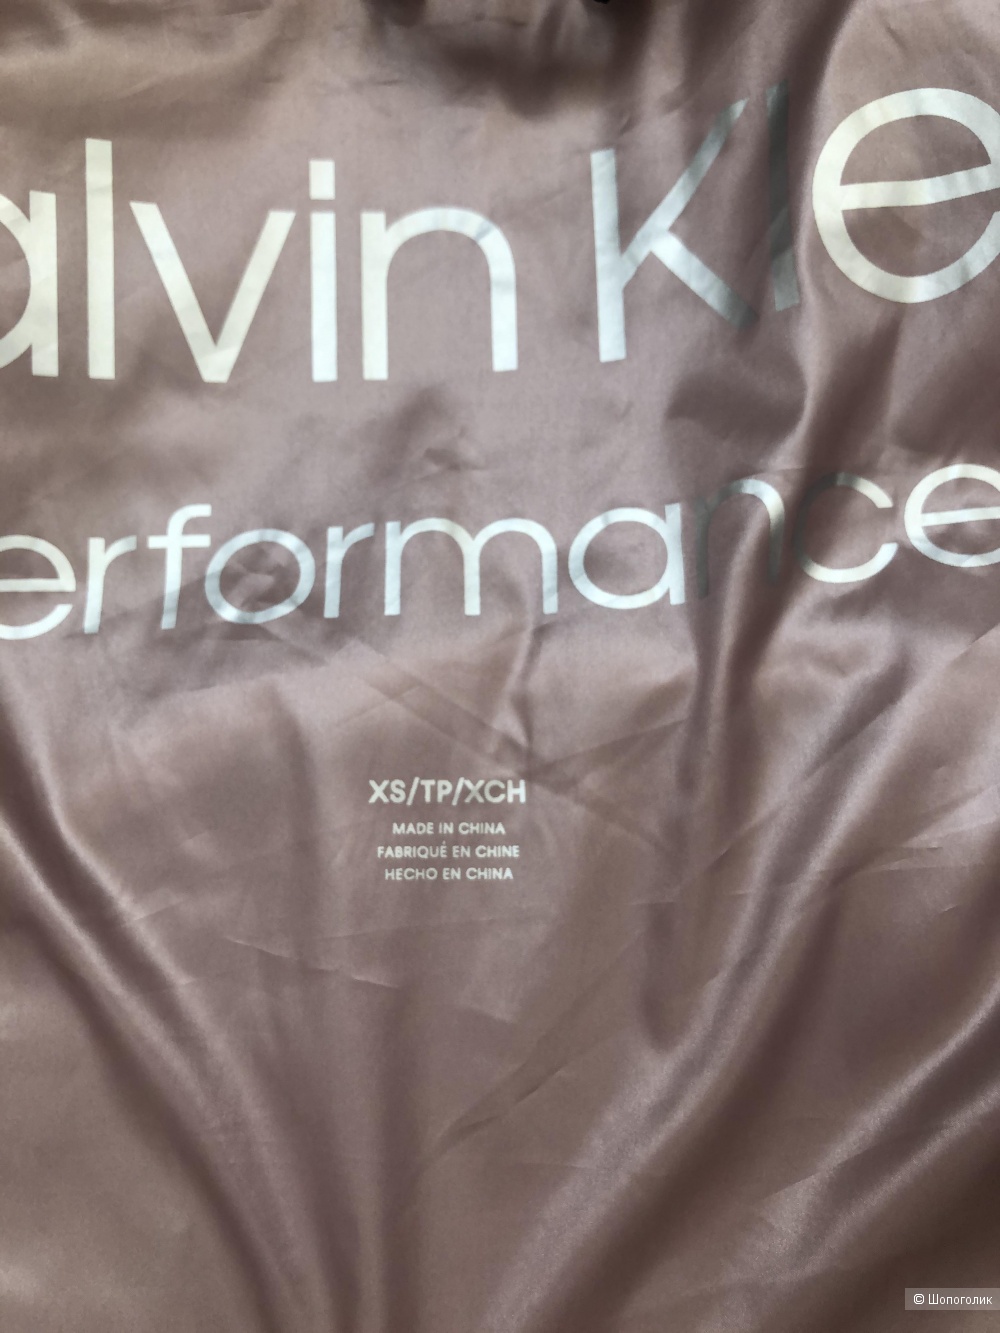 alvin Kle
erformance
XS/TP/XCH
MADE IN CHINA
FABRIQUÉ EN CHINE
HECHO EN CHINA
© Шопоголик